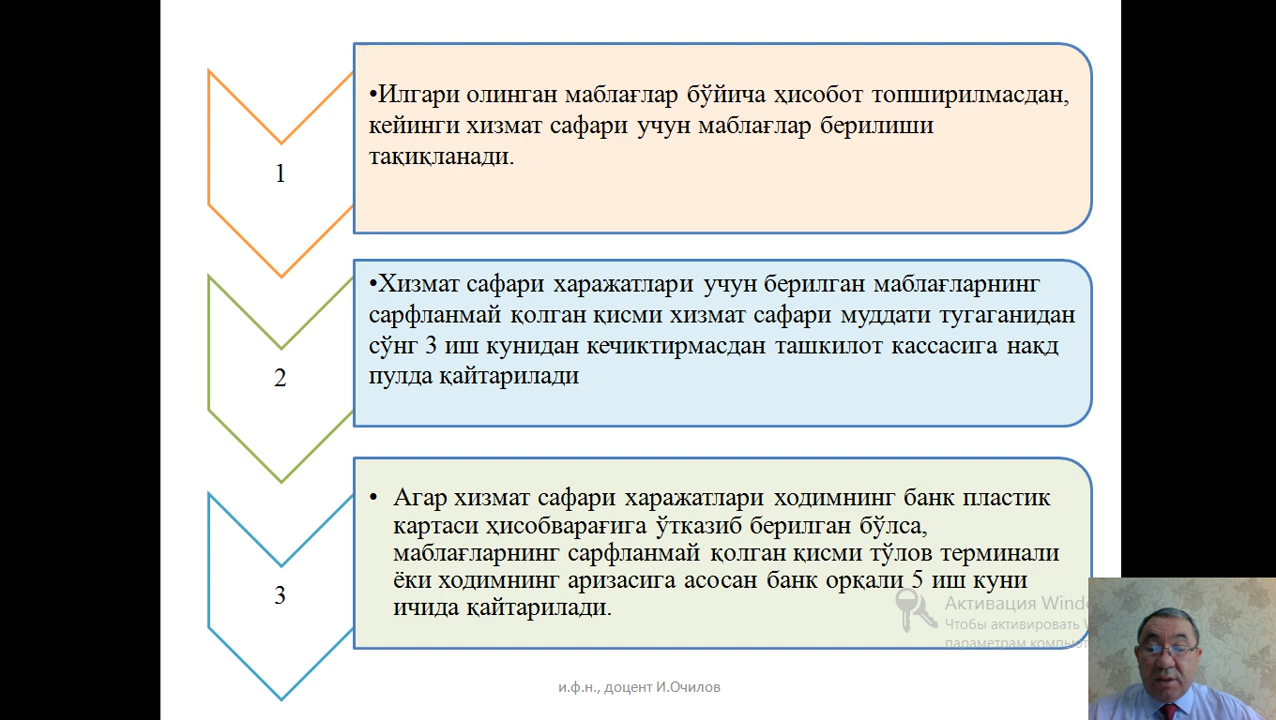 1
•Илгари олинган маблағлар бўйича ҳисобот топширилмасдан,
кейинги хизмат сафари учун маблағлар берилиши
тақиқланади.
2
•Хизмат сафари харажатлари учун берилган маблағларнинг
сарфланмай қолган қисми хизмат сафари муддати тугаганидан
сўнг 3 иш кунидан кечиктирмасдан ташкилот кассасига нақд
пулда қайтарилади
3
• Агар хизмат сафари харажатлари ходимнинг банк пластик
картаси ҳисобварағига ўтказиб берилган бўлса,
маблағларнинг сарфланмай қолган қисми тўлов терминали
ёки ходимнинг аризасига асосан банк орқали 5 иш куни
ичида қайтарилади.
Активация Windo
Чтобы активировать
параметрам компьют
и.ф.н., доцент И.Очилов